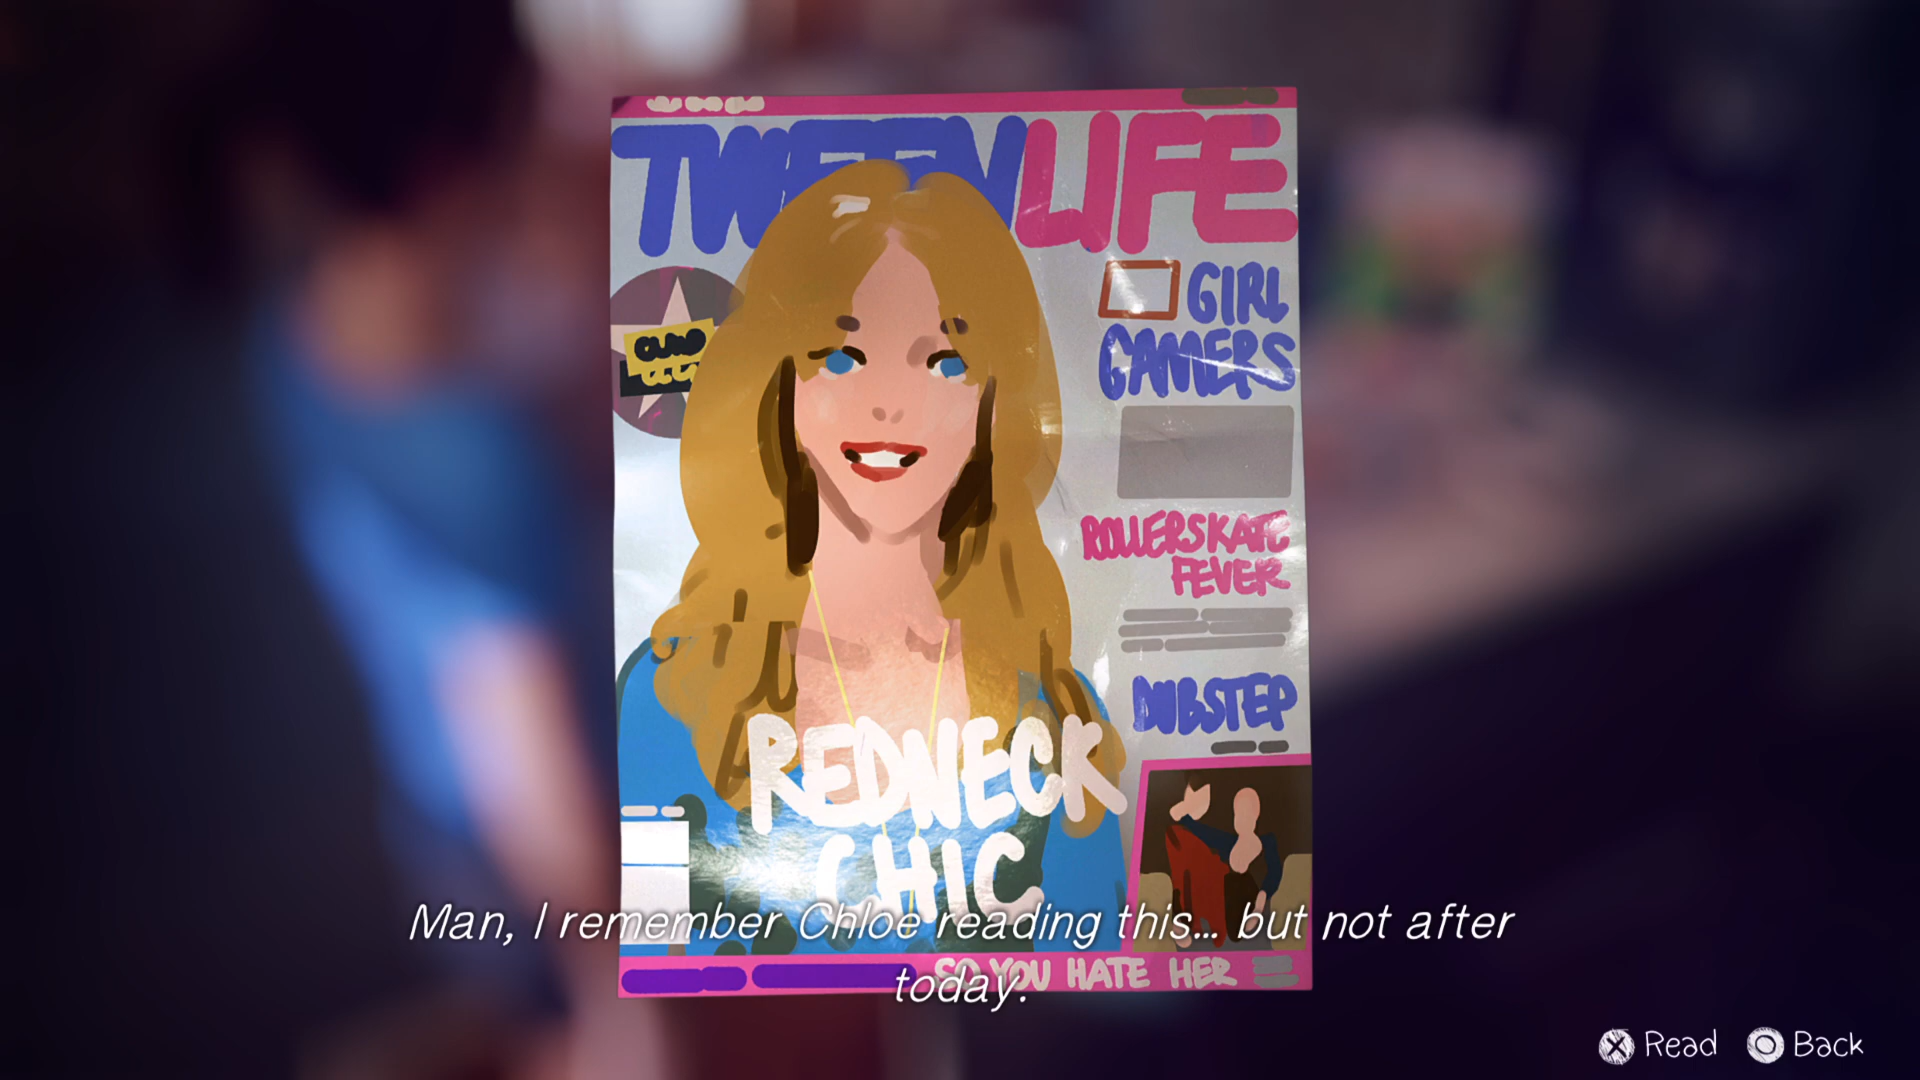 TWEENLIFE
GIRL
GAMERS
ROLLERSKATE
FEVER
DUBSTEP
REDNECK
CHIC
SO YOU HATE HER
Man, I remember Chloe reading this... but not after
today.
Read
Back